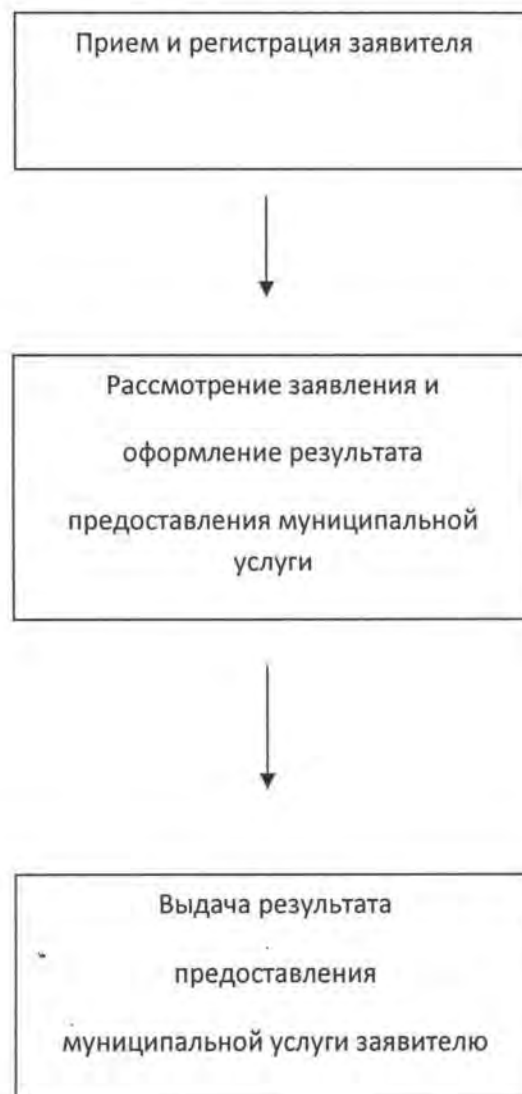 Прием и регистрация заявителя
Рассмотрение заявления и
оформление результата
предоставления муниципальной
услуги
Выдача результата
предоставления
муниципальной услуги заявителю